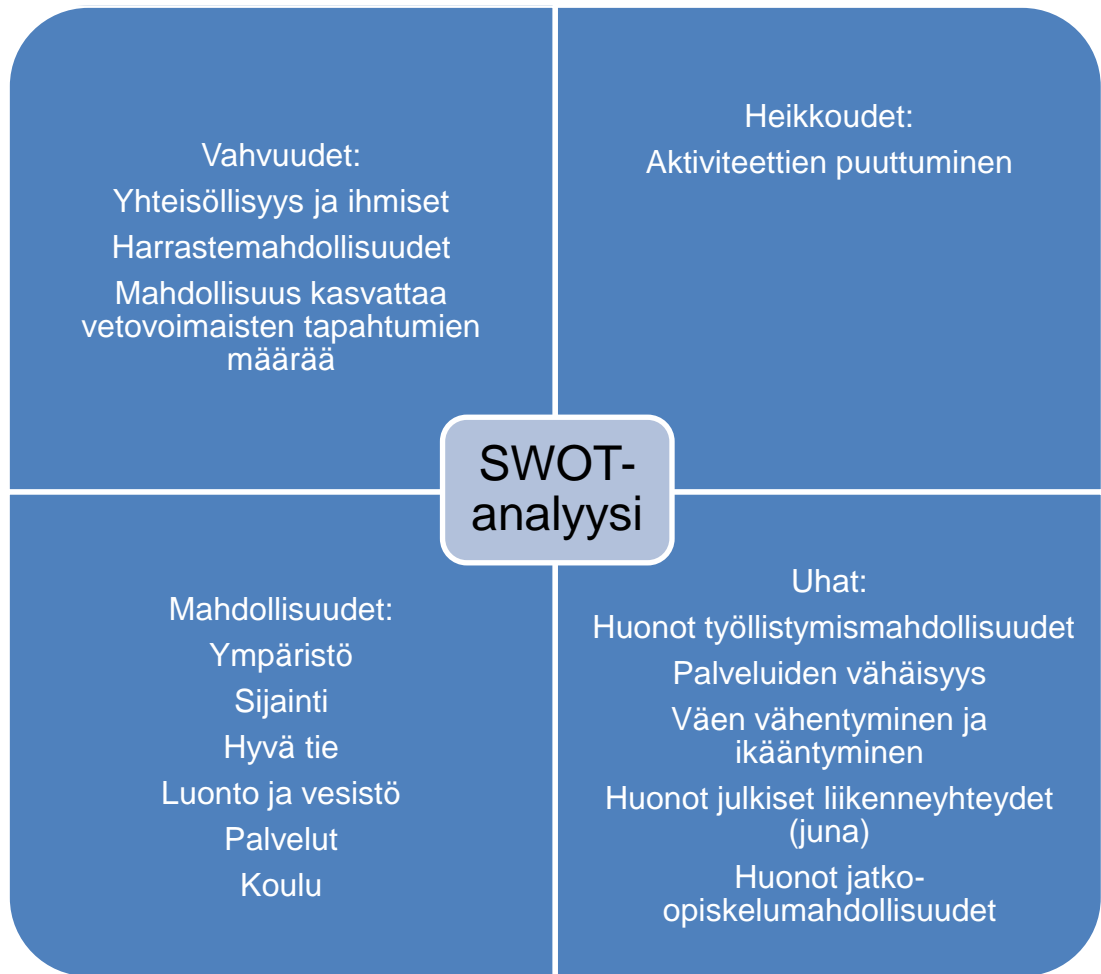 Vahvuudet:
Yhteisöllisyys ja ihmiset
Harrastemahdollisuudet
Mahdollisuus kasvattaa
vetovoimaisten tapahtumien
määrää
Heikkoudet:
Aktiviteettien puuttuminen
SWOT-
analyysi
Mahdollisuudet:
Ympäristö
Sijainti
Hyvä tie
Luonto ja vesistö
Palvelut
Koulu
Uhat:
Huonot työllistymismahdollisuudet
Palveluiden vähäisyys
Väen vähentyminen ja
ikääntyminen
Huonot julkiset liikenneyhteydet
(juna)
Huonot jatko-
opiskelumahdollisuudet